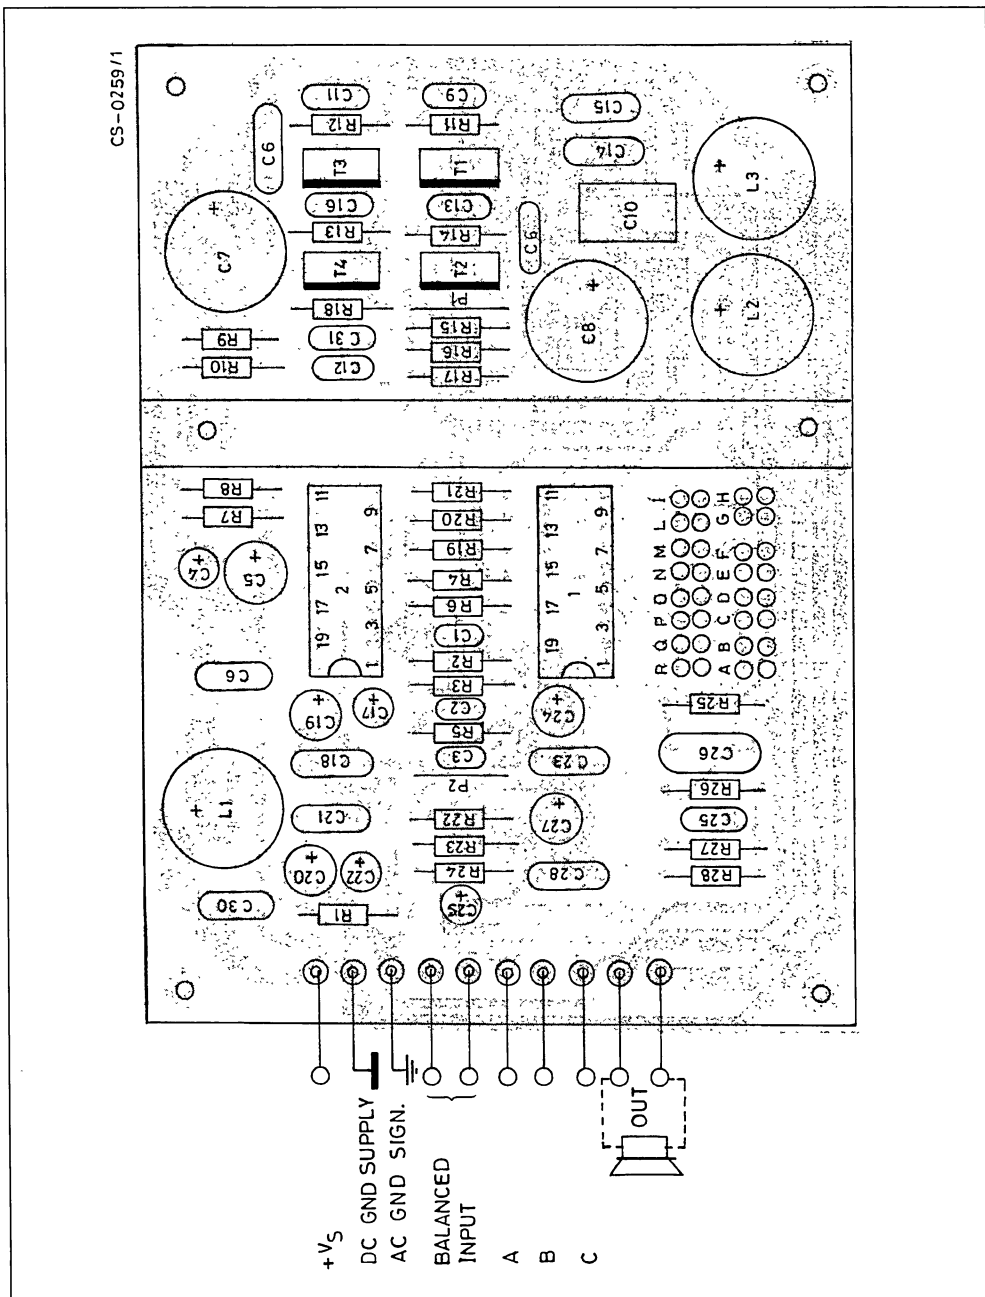 CS-0259/1
C11
C9
C15
R12
R11
C6
T3
T1
C14
L3
C16
C13
C10
C7
R13
R14
C6
T4
T2
P1
R18
R15
C8
L2
R9
C31
R16
R10
C12
R17
R8
11
R21
11
I
H
R7
13
9
R20
13
9
L
G
C4
C5
15
7
R19
15
7
M
F
2
R4
1
N
E
17
5
R6
17
5
O
D
19
3
C1
19
3
P
C
1
R2
1
Q
B
R
A
C6
R3
C19
C17
C2
C24
R25
R5
C18
C3
C23
C26
P2
R26
L1
C21
R22
C27
C25
R23
R27
C20
C22
R24
C28
R28
C30
R1
C25
+VS
DC GND SUPPLY
AC GND SIGN.
BALANCED
INPUT
A
B
C
OUT